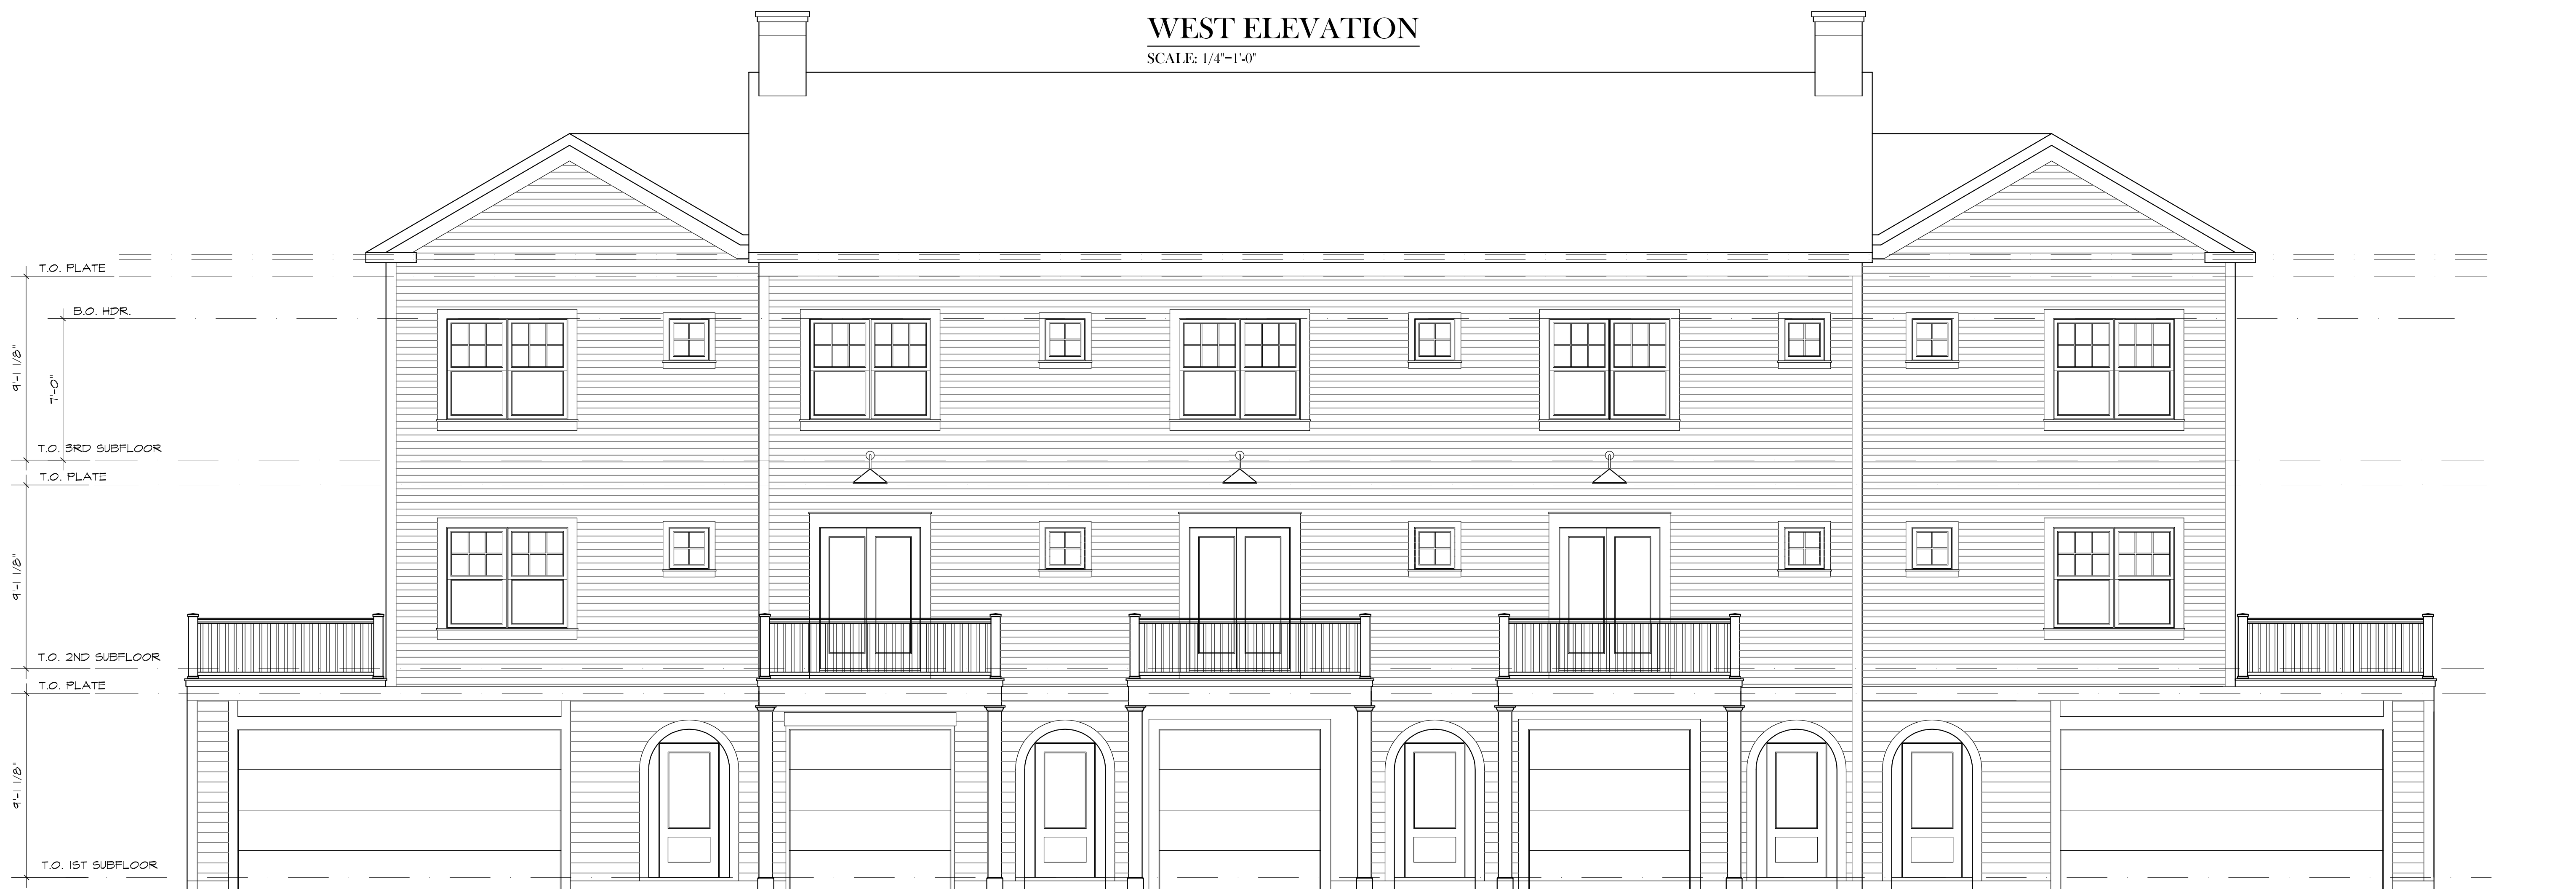 WEST ELEVATION
SCALE: 1/4"=1'-0"
T.O. PLATE
B.O. HDR.
9'-1 1/8"
7'-0"
T.O. 3RD SUBFLOOR
T.O. PLATE
9'-1 1/8"
T.O. 2ND SUBFLOOR
T.O. PLATE
9'-1 1/8"
T.O. 1ST SUBFLOOR